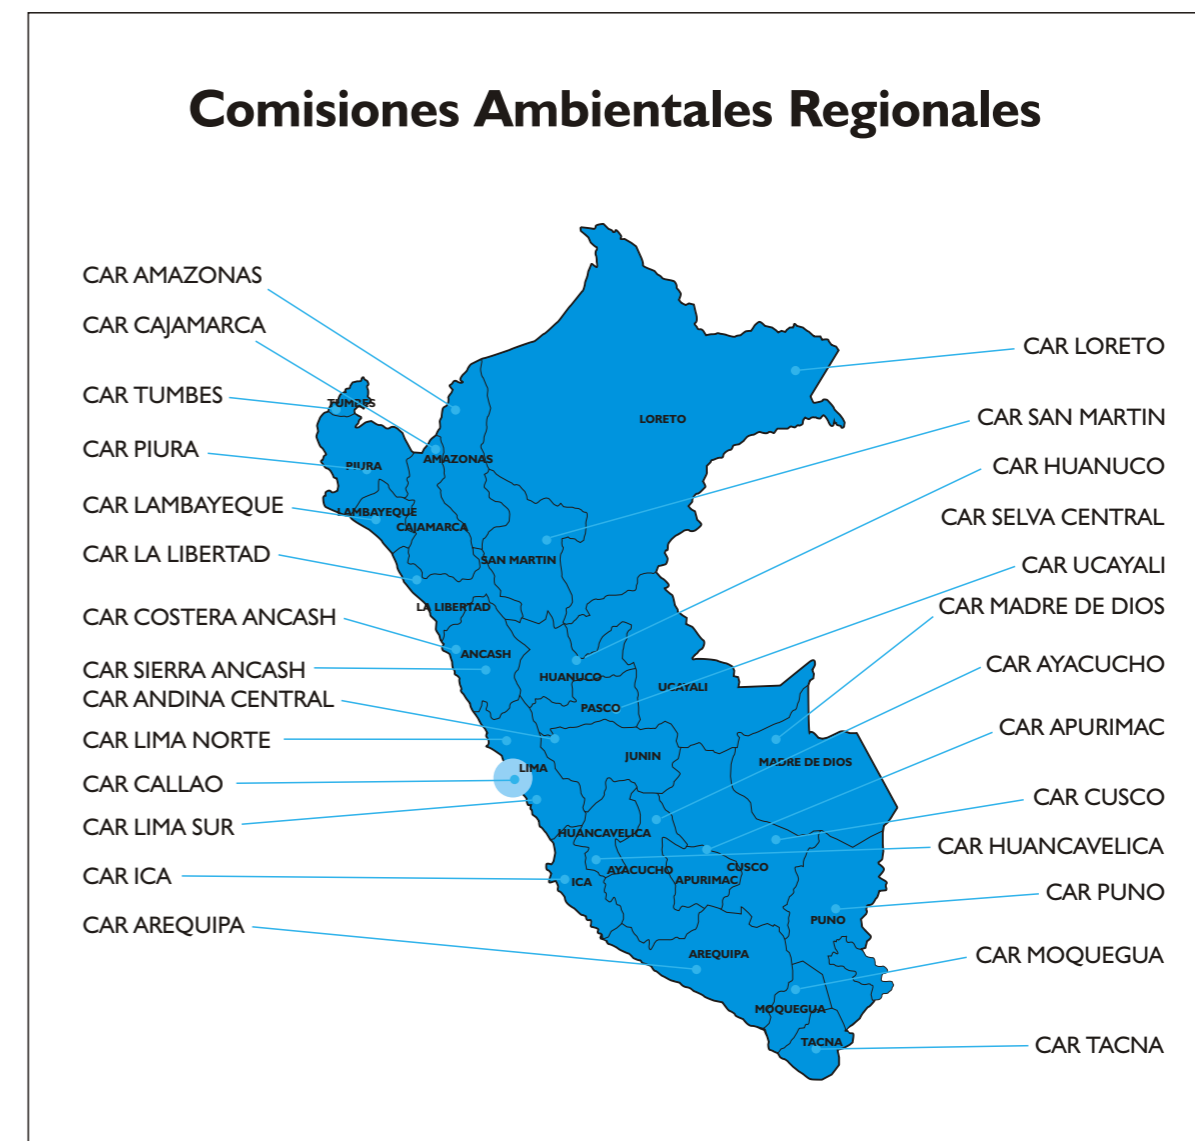 Comisiones Ambientales Regionales
CAR AMAZONAS
CAR CAJAMARCA
CAR TUMBES
CAR PIURA
CAR LAMBAYEQUE
CAR LA LIBERTAD
CAR COSTERA ANCASH
CAR SIERRA ANCASH
CAR ANDINA CENTRAL
CAR LIMA NORTE
CAR CALLAO
CAR LIMA SUR
CAR ICA
CAR AREQUIPA
TUMBES
PIURA
LAMBAYEQUE
AMAZONAS
CAJAMARCA
LORETO
SAN MARTIN
LA LIBERTAD
ANCASH
HUANUCO
UCAYALI
PASCO
JUNIN
LIMA
MADRE DE DIOS
HUANCAVELICA
AYACUCHO
CUSCO
APURIMAC
ICA
PUNO
AREQUIPA
MOQUEGUA
TACNA
CAR LORETO
CAR SAN MARTIN
CAR HUANUCO
CAR SELVA CENTRAL
CAR UCAYALI
CAR MADRE DE DIOS
CAR AYACUCHO
CAR APURIMAC
CAR CUSCO
CAR HUANCAVELICA
CAR PUNO
CAR MOQUEGUA
CAR TACNA